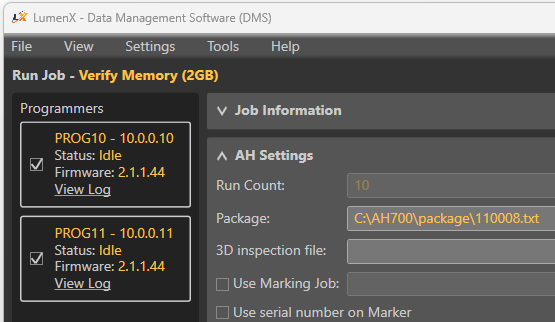 LumenX - Data Management Software (DMS)
File View Settings Tools Help
Run Job - Verify Memory (2GB)
Programmers
PROG10 - 10.0.0.10
Status: Idle
Firmware: 2.1.1.44
View Log
PROG11 - 10.0.0.11
Status: Idle
Firmware: 2.1.1.44
View Log
Job Information
AH Settings
Run Count: 10
Package: C:\AH700\package\110008.txt
3D inspection file:
Use Marking Job:
Use serial number on Marker